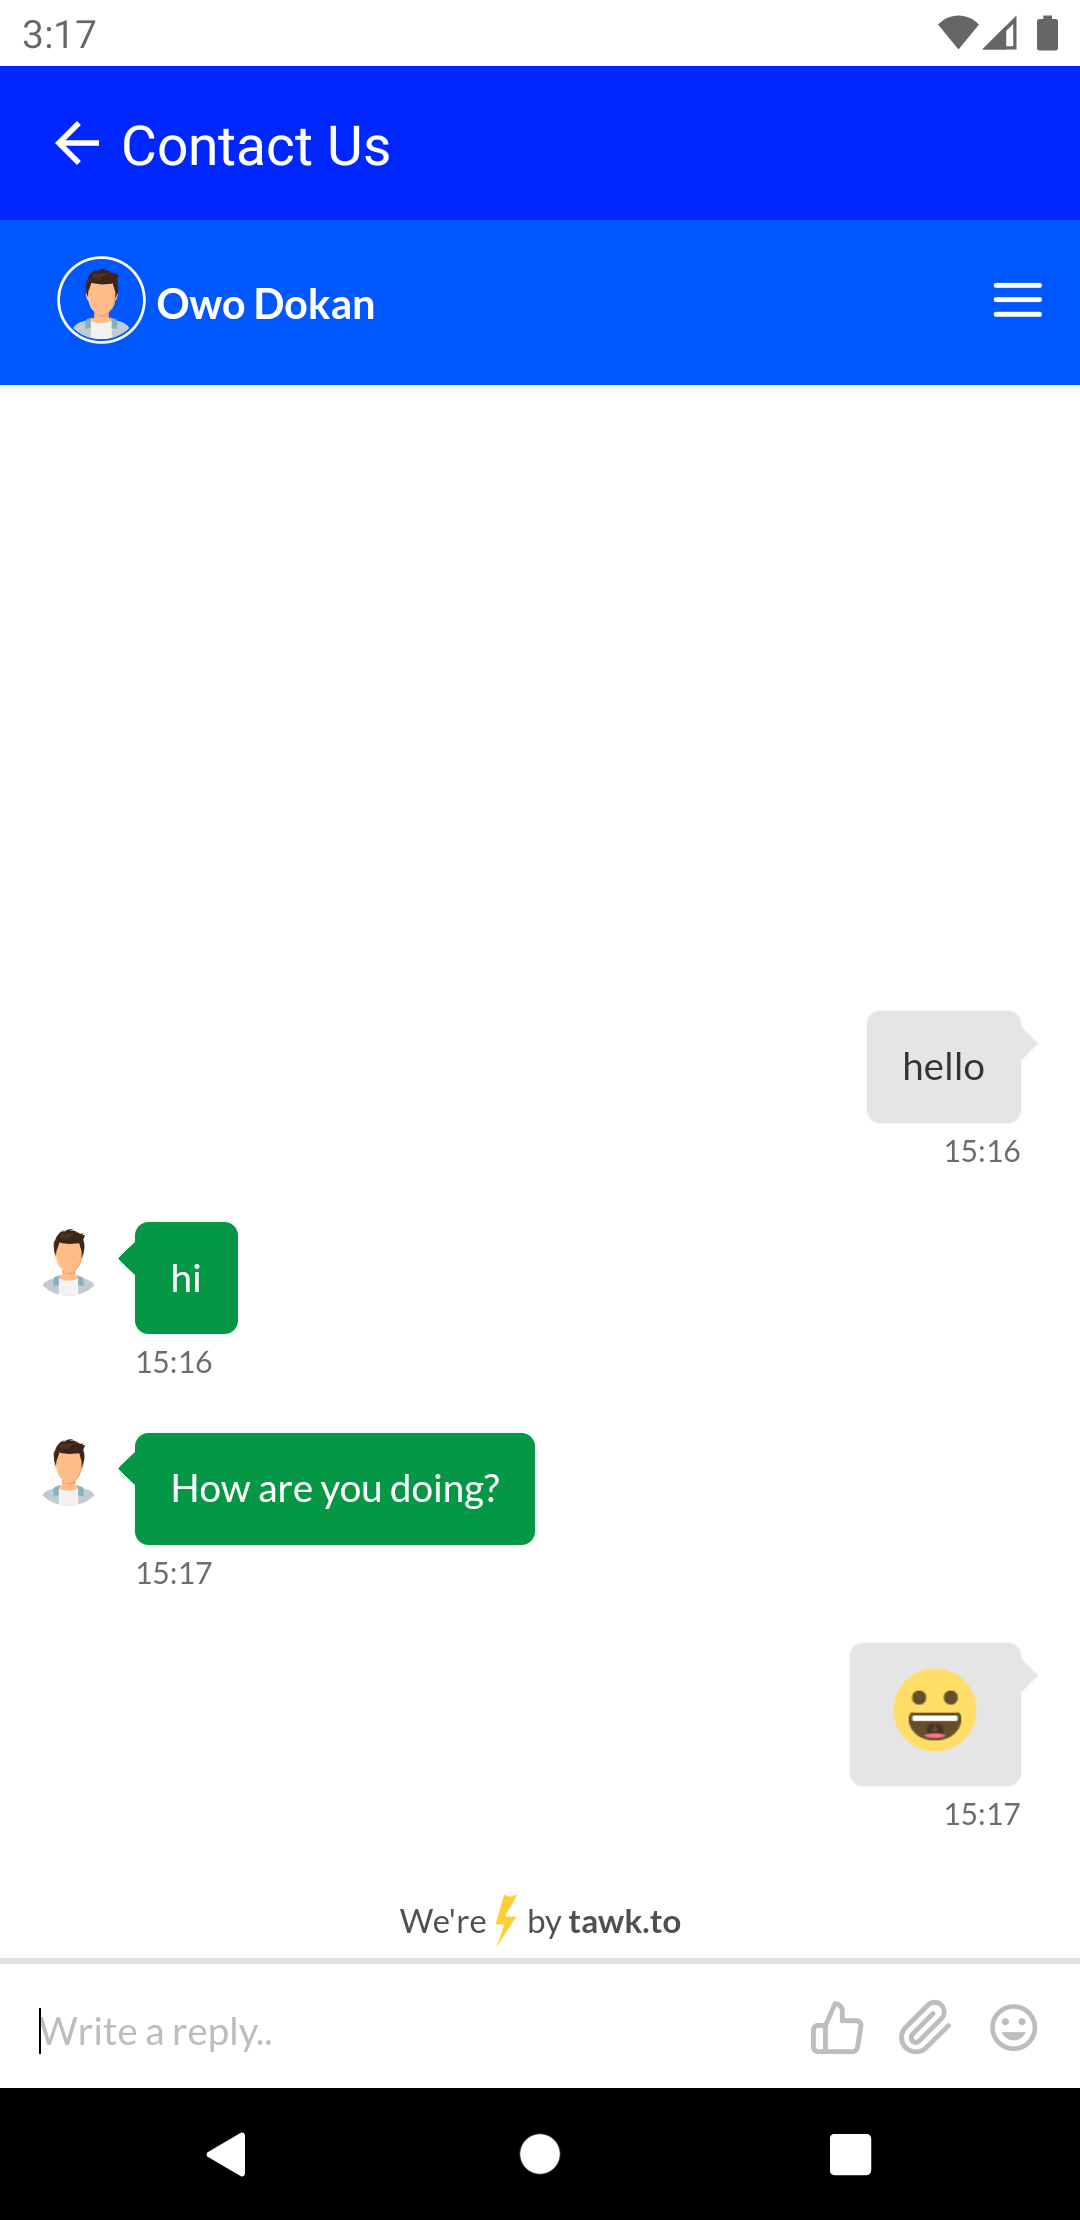 3:17
Contact Us
Owo Dokan
hello
15:16
hi
15:16
How are you doing?
15:17
15:17
We're by tawk.to
Write a reply..